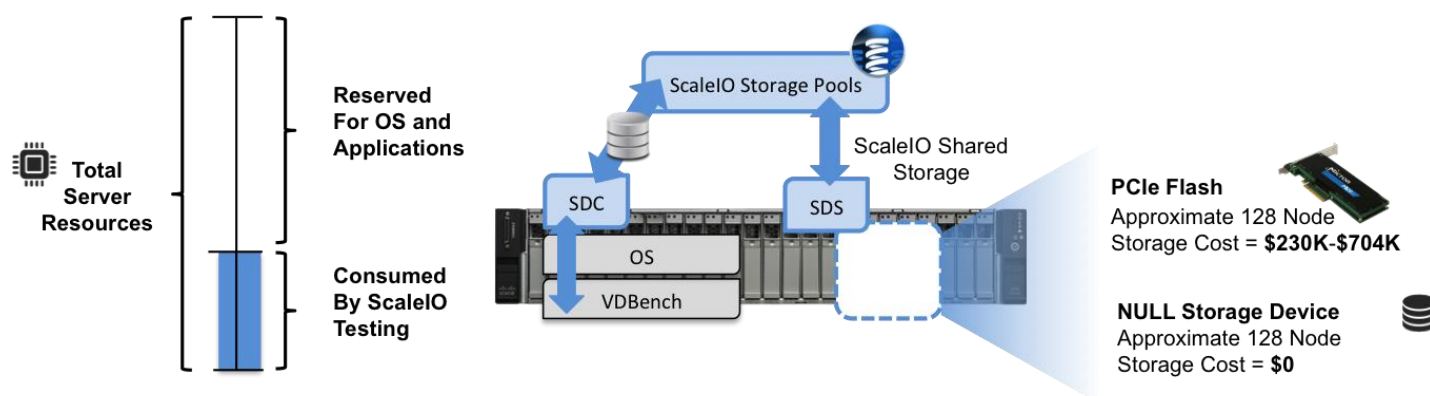 Total
Server
Resources
Reserved
For OS and
Applications
Consumed
By ScaleIO
Testing
ScaleIO Storage Pools
ScaleIO Shared
Storage
SDC
SDS
OS
VDBench
PCIe Flash
Approximate 128 Node
Storage Cost = $230K-$704K
NULL Storage Device
Approximate 128 Node
Storage Cost = $0